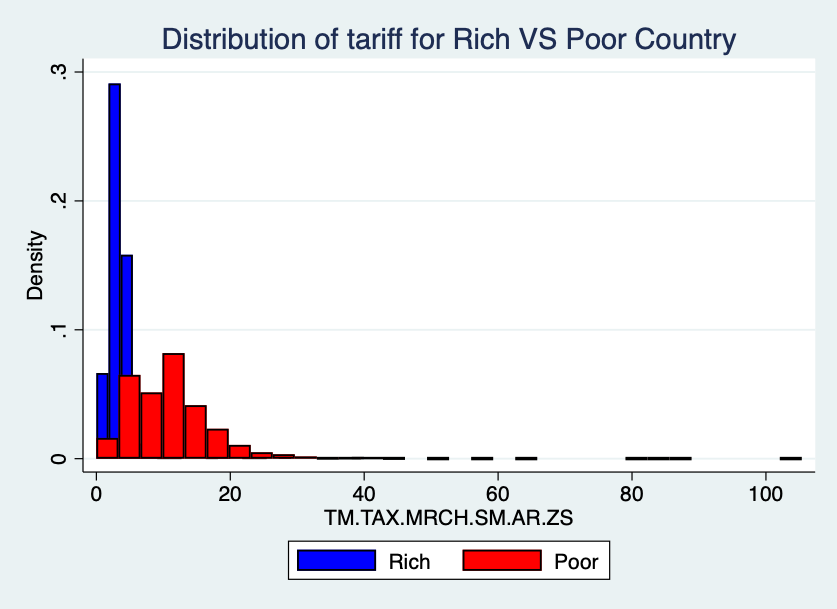 Distribution of tariff for Rich VS Poor Country
Density
.3
.2
.1
0
0 20 40 60 80 100
TM.TAX.MRCH.SM.AR.ZS
Rich Poor